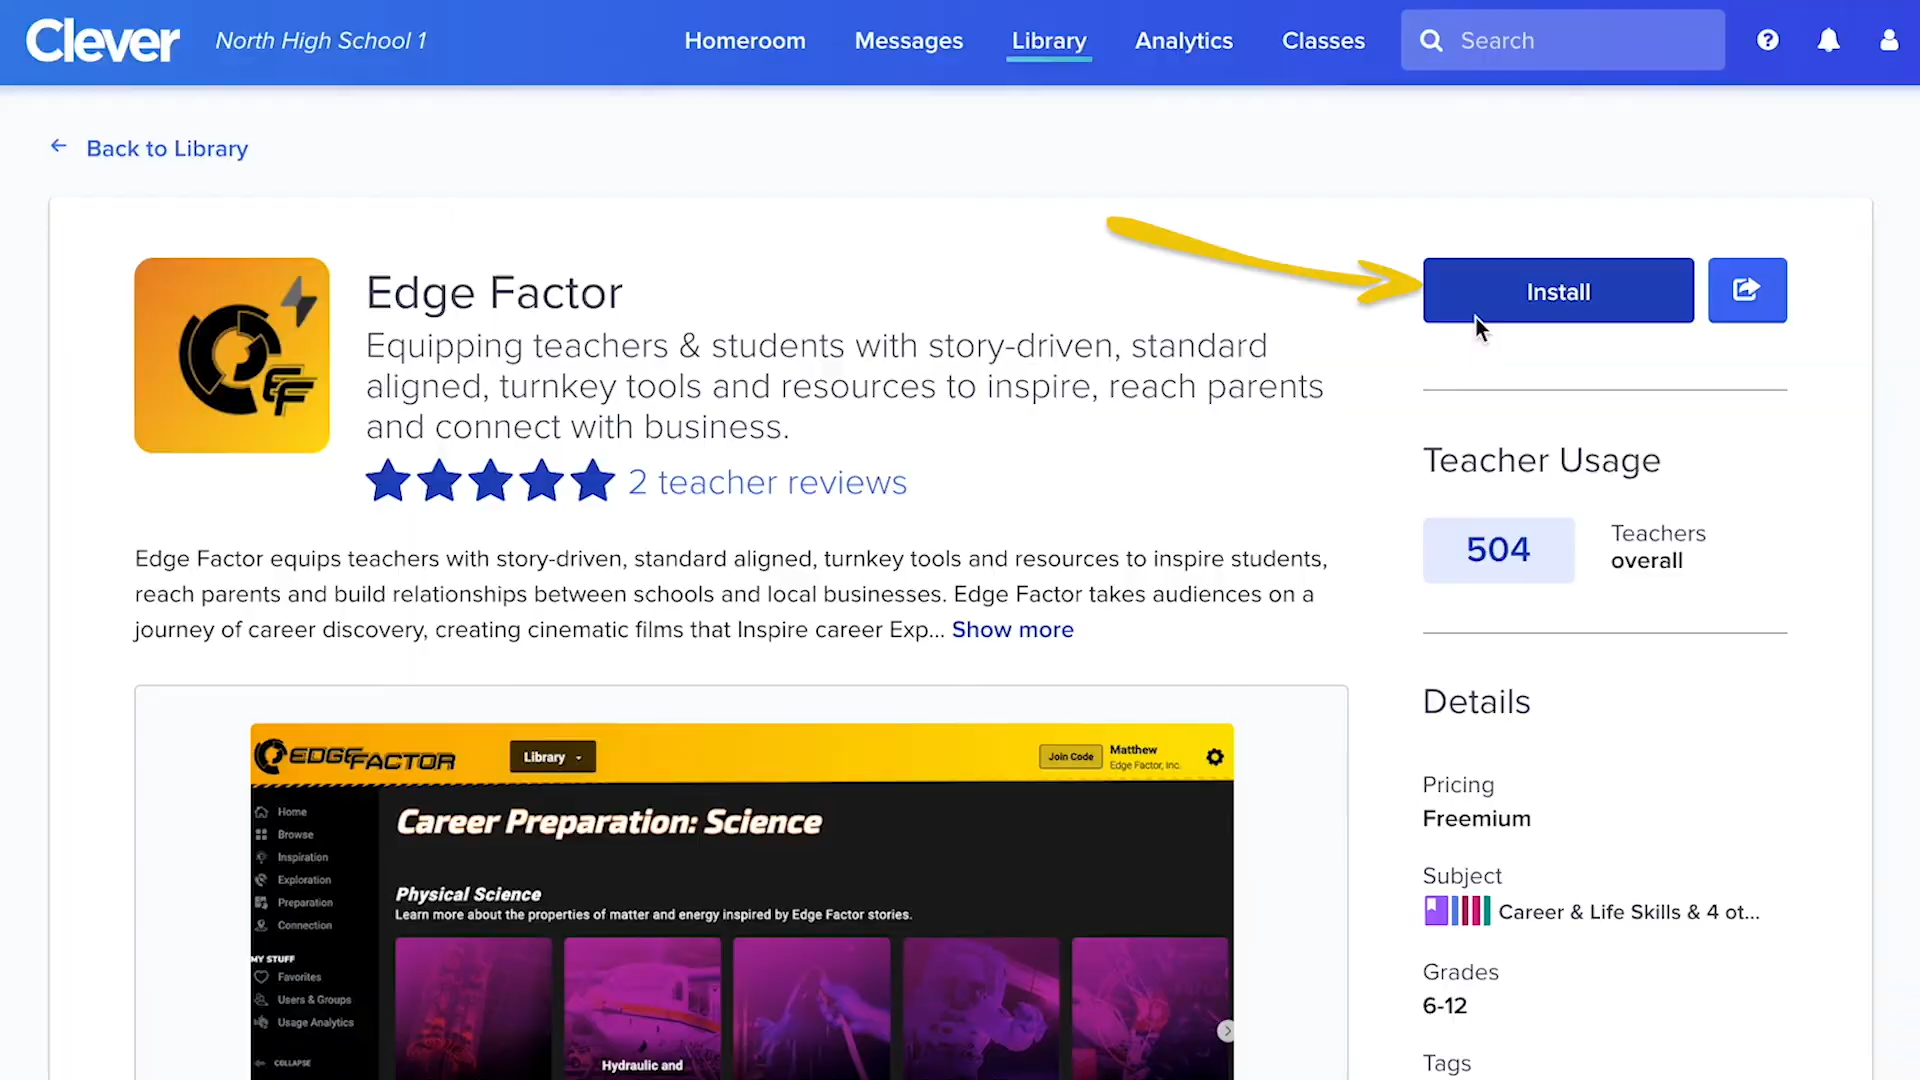 Clever
North High School 1
Homeroom
Messages
Library
Analytics
Classes
Search
Back to Library
EF
Edge Factor
Equipping teachers & students with story-driven, standard
aligned, turnkey tools and resources to inspire, reach parents
and connect with business.
2 teacher reviews
Install
Edge Factor equips teachers with story-driven, standard aligned, turnkey tools and resources to inspire students,
reach parents and build relationships between schools and local businesses. Edge Factor takes audiences on a
journey of career discovery, creating cinematic films that Inspire career Exp... Show more
Teacher Usage
504
Teachers
overall
Details
Pricing
Freemium
Subject
Career & Life Skills & 4 ot...
Grades
6-12
Tags
EDGE FACTOR
Library
Join Code
Matthew
Edge Factor, Inc.
Home
Browse
Inspiration
Exploration
Preparation
Connection
MY STUFF
Favorites
Users & Groups
Usage Analytics
COLLAPSE
Career Preparation: Science
Physical Science
Learn more about the properties of matter and energy inspired by Edge Factor stories.
Hydraulic and